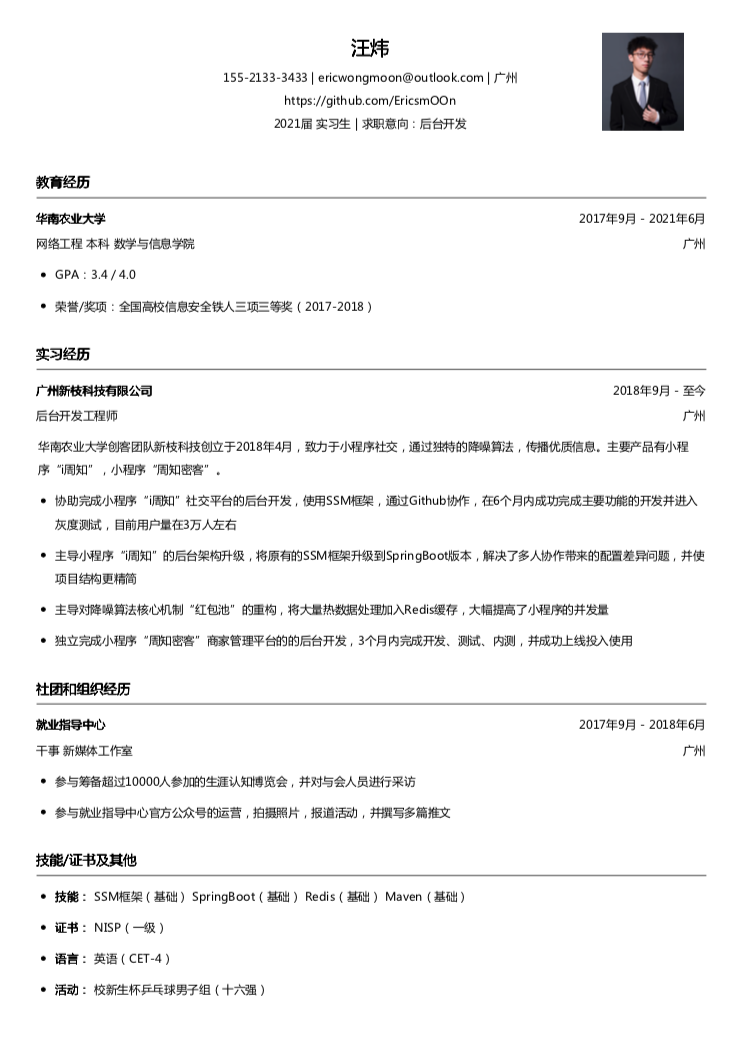 汪炜
155-2133-3433 | ericwongmoon@outlook.com | 广州
https://github.com/EricsmOOn
2021届 实习生 | 求职意向：后台开发
教育经历
华南农业大学 2017年9月 - 2021年6月
网络工程 本科 数学与信息学院 广州
• GPA：3.4 / 4.0
• 荣誉/奖项：全国高校信息安全铁人三项三等奖（2017-2018）
实习经历
广州新枝科技有限公司 2018年9月 - 至今
后台开发工程师 广州
华南农业大学创客团队新枝科技创立于2018年4月，致力于小程序社交，通过独特的降噪算法，传播优质信息。主要产品有小程
序“i周知”，小程序“周知密客”。
• 协助完成小程序“i周知”社交平台的后台开发，使用SSM框架，通过Github协作，在6个月内成功完成主要功能的开发并进入
灰度测试，目前用户量在3万人左右
• 主导小程序“i周知”的后台架构升级，将原有的SSM框架升级到SpringBoot版本，解决了多人协作带来的配置差异问题，并使
项目结构更精简
• 主导对降噪算法核心机制“红包池”的重构，将大量热数据处理加入Redis缓存，大幅提高了小程序的并发量
• 独立完成小程序“周知密客”商家管理平台的的后台开发，3个月内完成开发、测试、内测，并成功上线投入使用
社团和组织经历
就业指导中心 2017年9月 - 2018年6月
干事 新媒体工作室 广州
• 参与筹备超过10000人参加的生涯认知博览会，并对与会人员进行采访
• 参与就业指导中心官方公众号的运营，拍摄照片，报道活动，并撰写多篇推文
技能/证书及其他
• 技能： SSM框架（基础） SpringBoot（基础） Redis（基础） Maven（基础）
• 证书： NISP（一级）
• 语言： 英语（CET-4）
• 活动： 校新生杯乒乓球男子组（十六强）